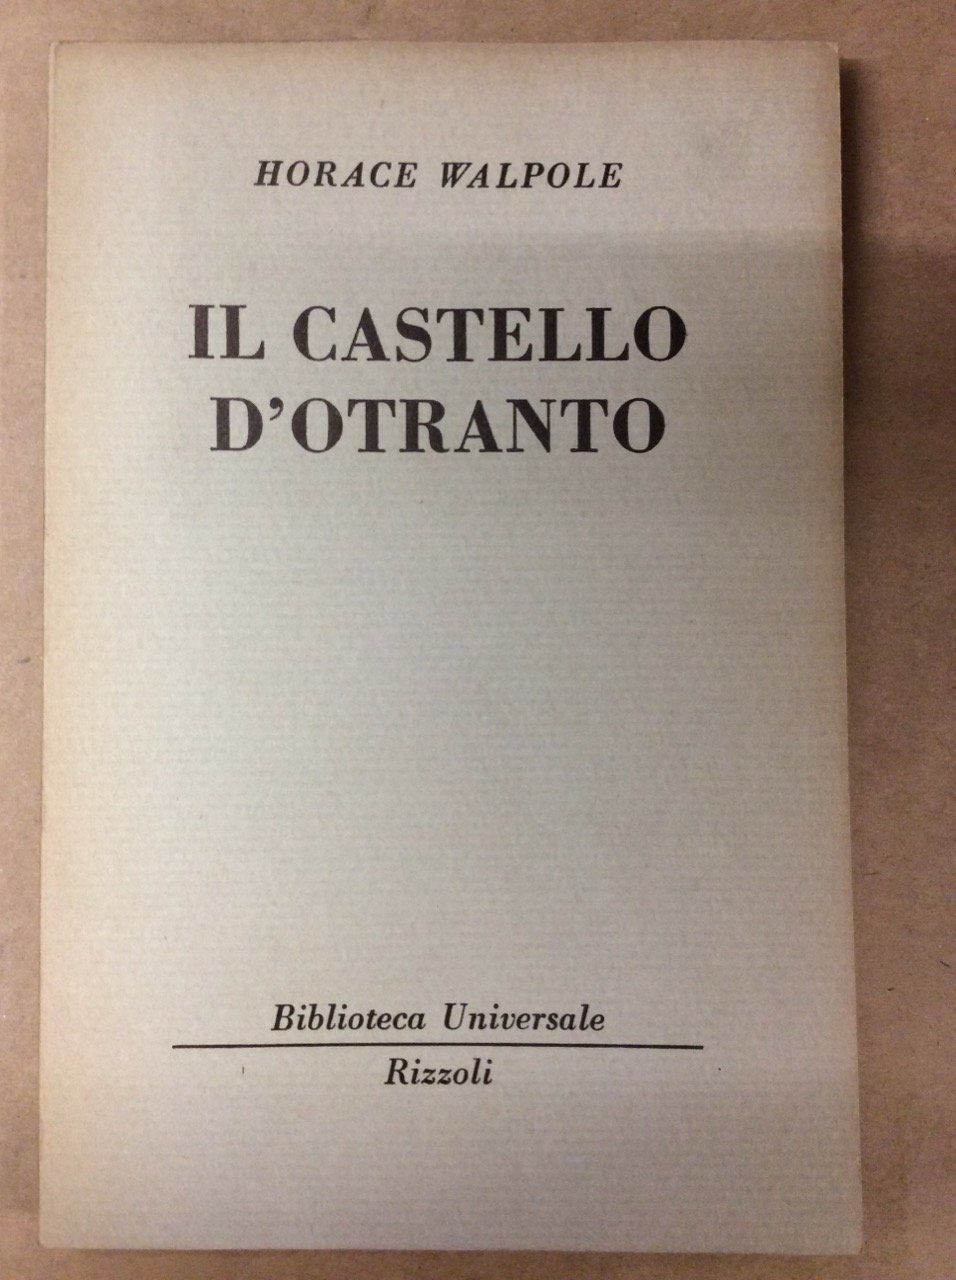 HORACE WALPOLE
IL CASTELLO
D'OTRANTO
Biblioteca Universale
Rizzoli